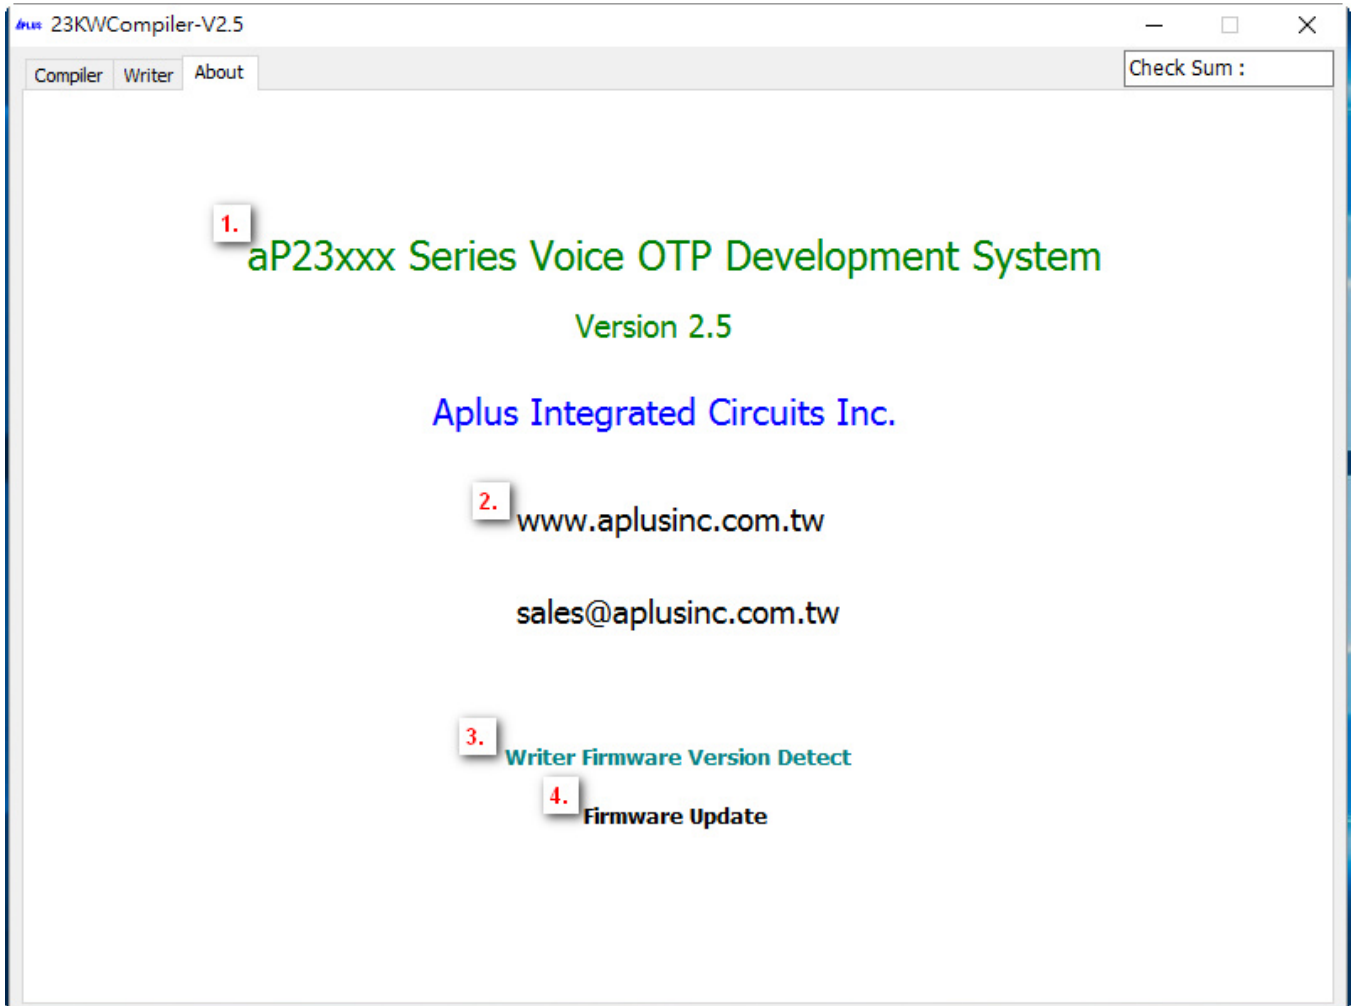 APLUS 23KWCompiler-V2.5
Compiler Writer About
Check Sum :
1.
aP23xxx Series Voice OTP Development System
Version 2.5
Aplus Integrated Circuits Inc.
2.
www.aplusinc.com.tw
sales@aplusinc.com.tw
3.
Writer Firmware Version Detect
4.
Firmware Update